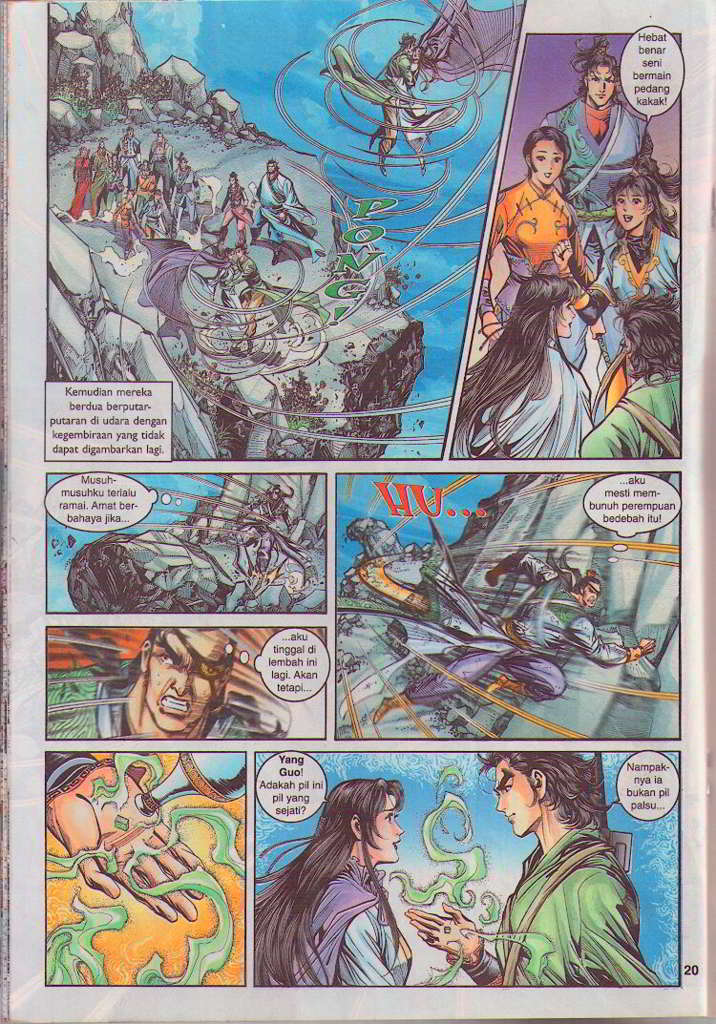 PONG!
Kemudian mereka
berdua berputar-
putaran di udara dengan
kegembiraan yang tidak
dapat digambarkan lagi.
Hebat
benar
seni
bermain
pedang
kakak!
Musuh-
musuhku terlalu
ramai. Amat ber-
bahaya jika...
...aku
tinggal di
lembah ini
lagi. Akan
tetapi...
HU...
...aku
mesti mem-
bunuh perempuan
bedebah itu!
Yang
Guo!
Adakah pil ini
pil yang
sejati?
Nampak-
nya ia
bukan pil
palsu...
20